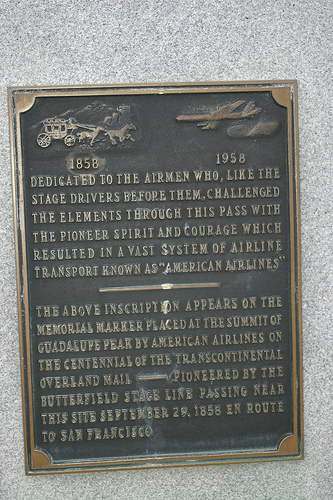 1858 1958
DEDICATED TO THE AIRMEN WHO, LIKE THE
STAGE DRIVERS BEFORE THEM, CHALLENGED
THE ELEMENTS THROUGH THIS PASS WITH
THE PIONEER SPIRIT AND COURAGE WHICH
RESULTED IN A VAST SYSTEM OF AIRLINE
TRANSPORT KNOWN AS "AMERICAN AIRLINES"
THE ABOVE INSCRIPTION APPEARS ON THE
MEMORIAL MARKER PLACED AT THE SUMMIT OF
GUADALUPE PEAK BY AMERICAN AIRLINES ON
THE CENTENNIAL OF THE TRANSCONTINENTAL
OVERLAND MAIL — PIONEERED BY THE
BUTTERFIELD STAGE LINE PASSING NEAR
THIS SITE SEPTEMBER 29, 1858 EN ROUTE
TO SAN FRANCISCO